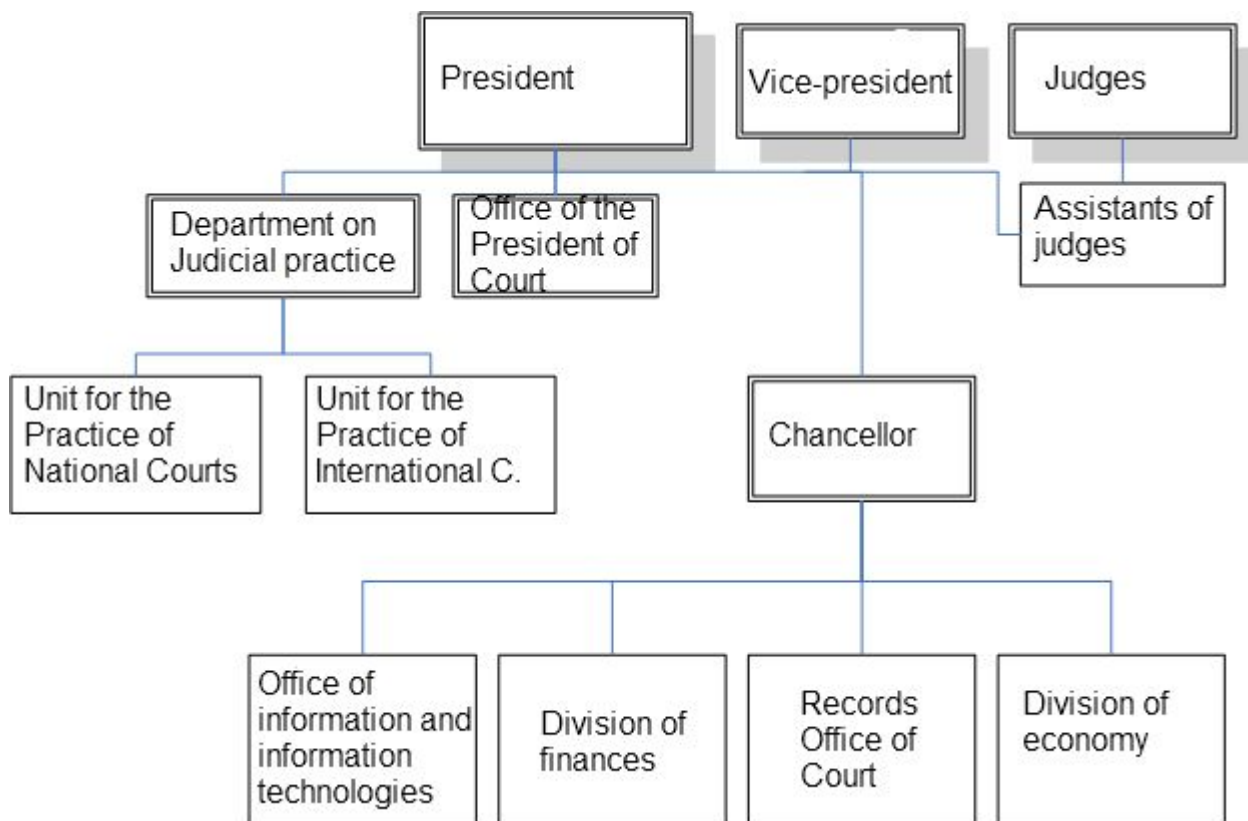 President
Vice-president
Judges
Department on
Judicial practice
Office of the
President of
Court
Assistants of
judges
Unit for the
Practice of
National Courts
Unit for the
Practice of
International C.
Chancellor
Office of
information and
information
technologies
Division of
finances
Records
Office of
Court
Division of
economy